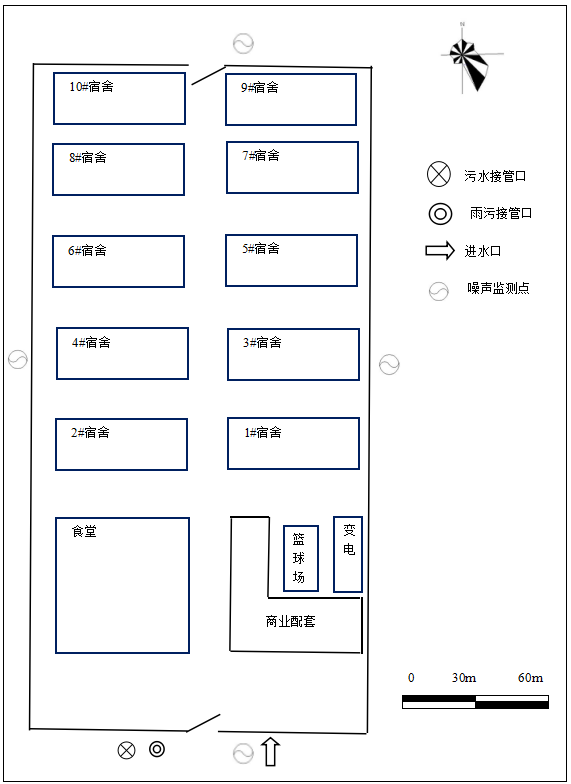 N
10#宿舍
9#宿舍
8#宿舍
7#宿舍
6#宿舍
5#宿舍
4#宿舍
3#宿舍
2#宿舍
1#宿舍
食堂
篮
球
场
变
电
商业配套
污水接管口
雨污接管口
进水口
噪声监测点
0 30m 60m